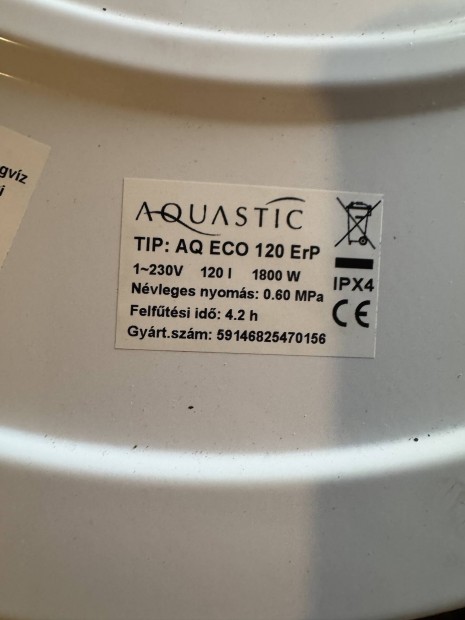 gvíz
AQUASTIC
TIP: AQ ECO 120 ErP
1~230V 120 l 1800 W
Névleges nyomás: 0.60 MPa
Felfűtési idő: 4.2 h
Gyárt.szám: 59146825470156
IPX4
CE